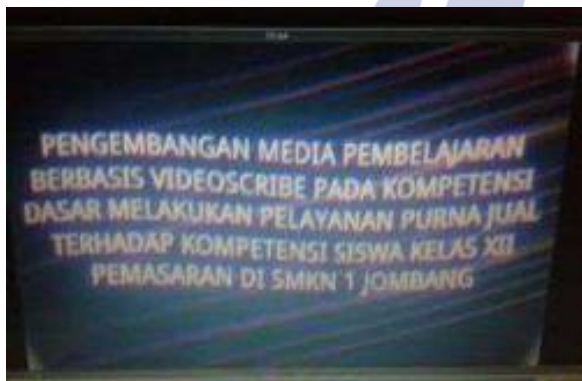 PENGEMBANGAN MEDIA PEMBELAJARAN
BERBASIS VIDEOSCRIBE PADA KOMPETENSI
DASAR MELAKUKAN PELAYANAN PURNA JUAL
TERHADAP KOMPETENSI SISWA KELAS XII
PEMASARAN DI SMKN 1 JOMBANG